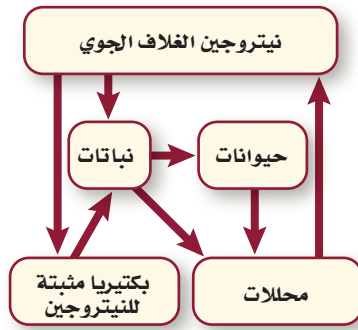 نيتروجين الغلاف الجوي
نباتات
حيوانات
بكتيريا مثبتة
للنيتروجين
محللات